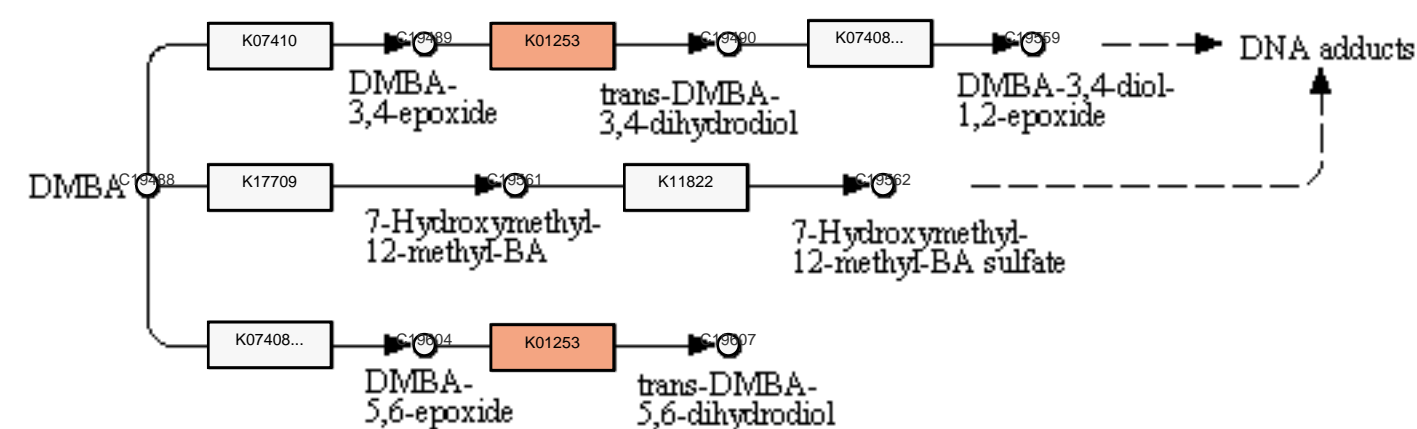 K07410
C19489
K01253
C19490
K07408...
C19559
DNA adducts
DMBA-
3,4-epoxide
trans-DMBA-
3,4-dihydrodiol
DMBA-3,4-diol-
1,2-epoxide
DMBA
C19488
K17709
C19561
K11822
C19562
7-Hydroxymethyl-
12-methyl-BA
7-Hydroxymethyl-
12-methyl-BA sulfate
K07408...
C19604
K01253
C19607
DMBA-
5,6-epoxide
trans-DMBA-
5,6-dihydrodiol